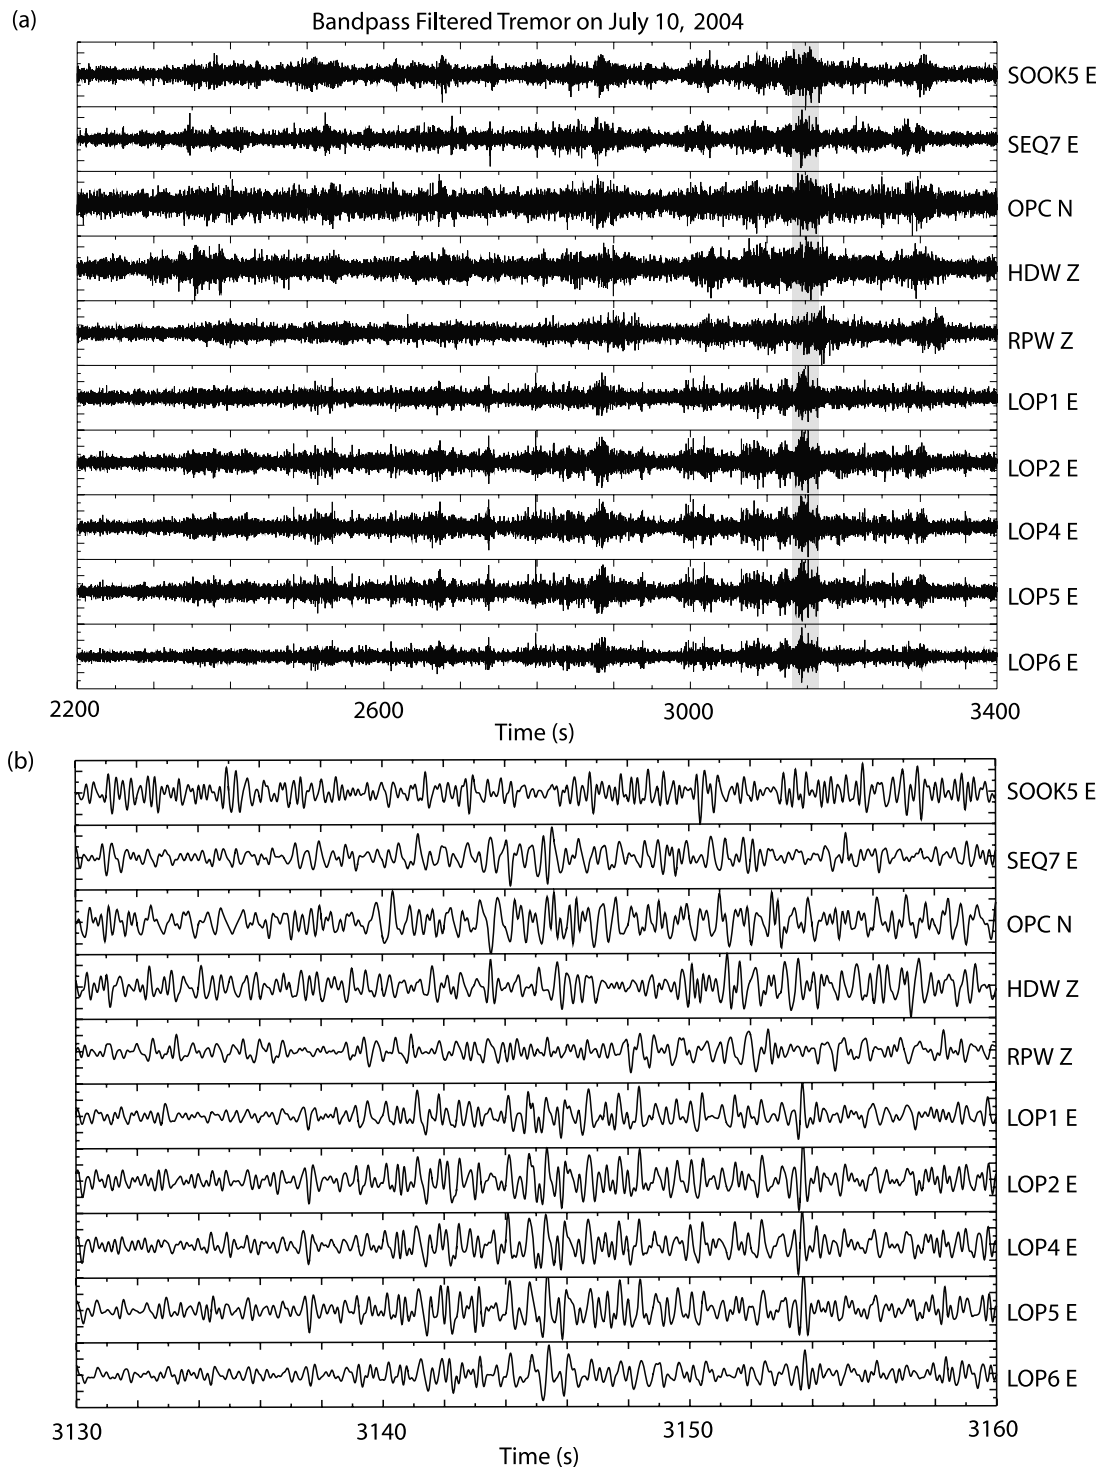 (a)
Bandpass Filtered Tremor on July 10, 2004
SOOK5 E
SEQ7 E
OPC N
HDW Z
RPW Z
LOP1 E
LOP2 E
LOP4 E
LOP5 E
LOP6 E
2200 2600 3000 3400
Time (s)
(b)
SOOK5 E
SEQ7 E
OPC N
HDW Z
RPW Z
LOP1 E
LOP2 E
LOP4 E
LOP5 E
LOP6 E
3130 3140 3150 3160
Time (s)